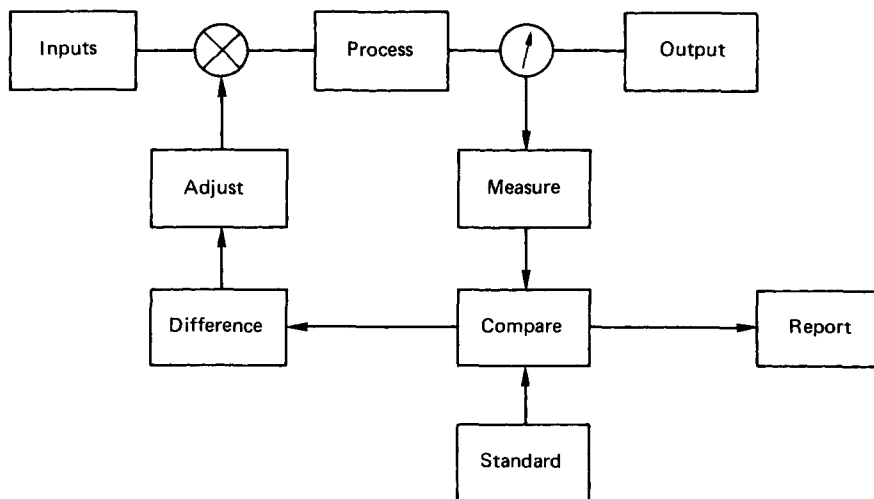 Inputs
Process
Output
Adjust
Measure
Difference
Compare
Report
Standard